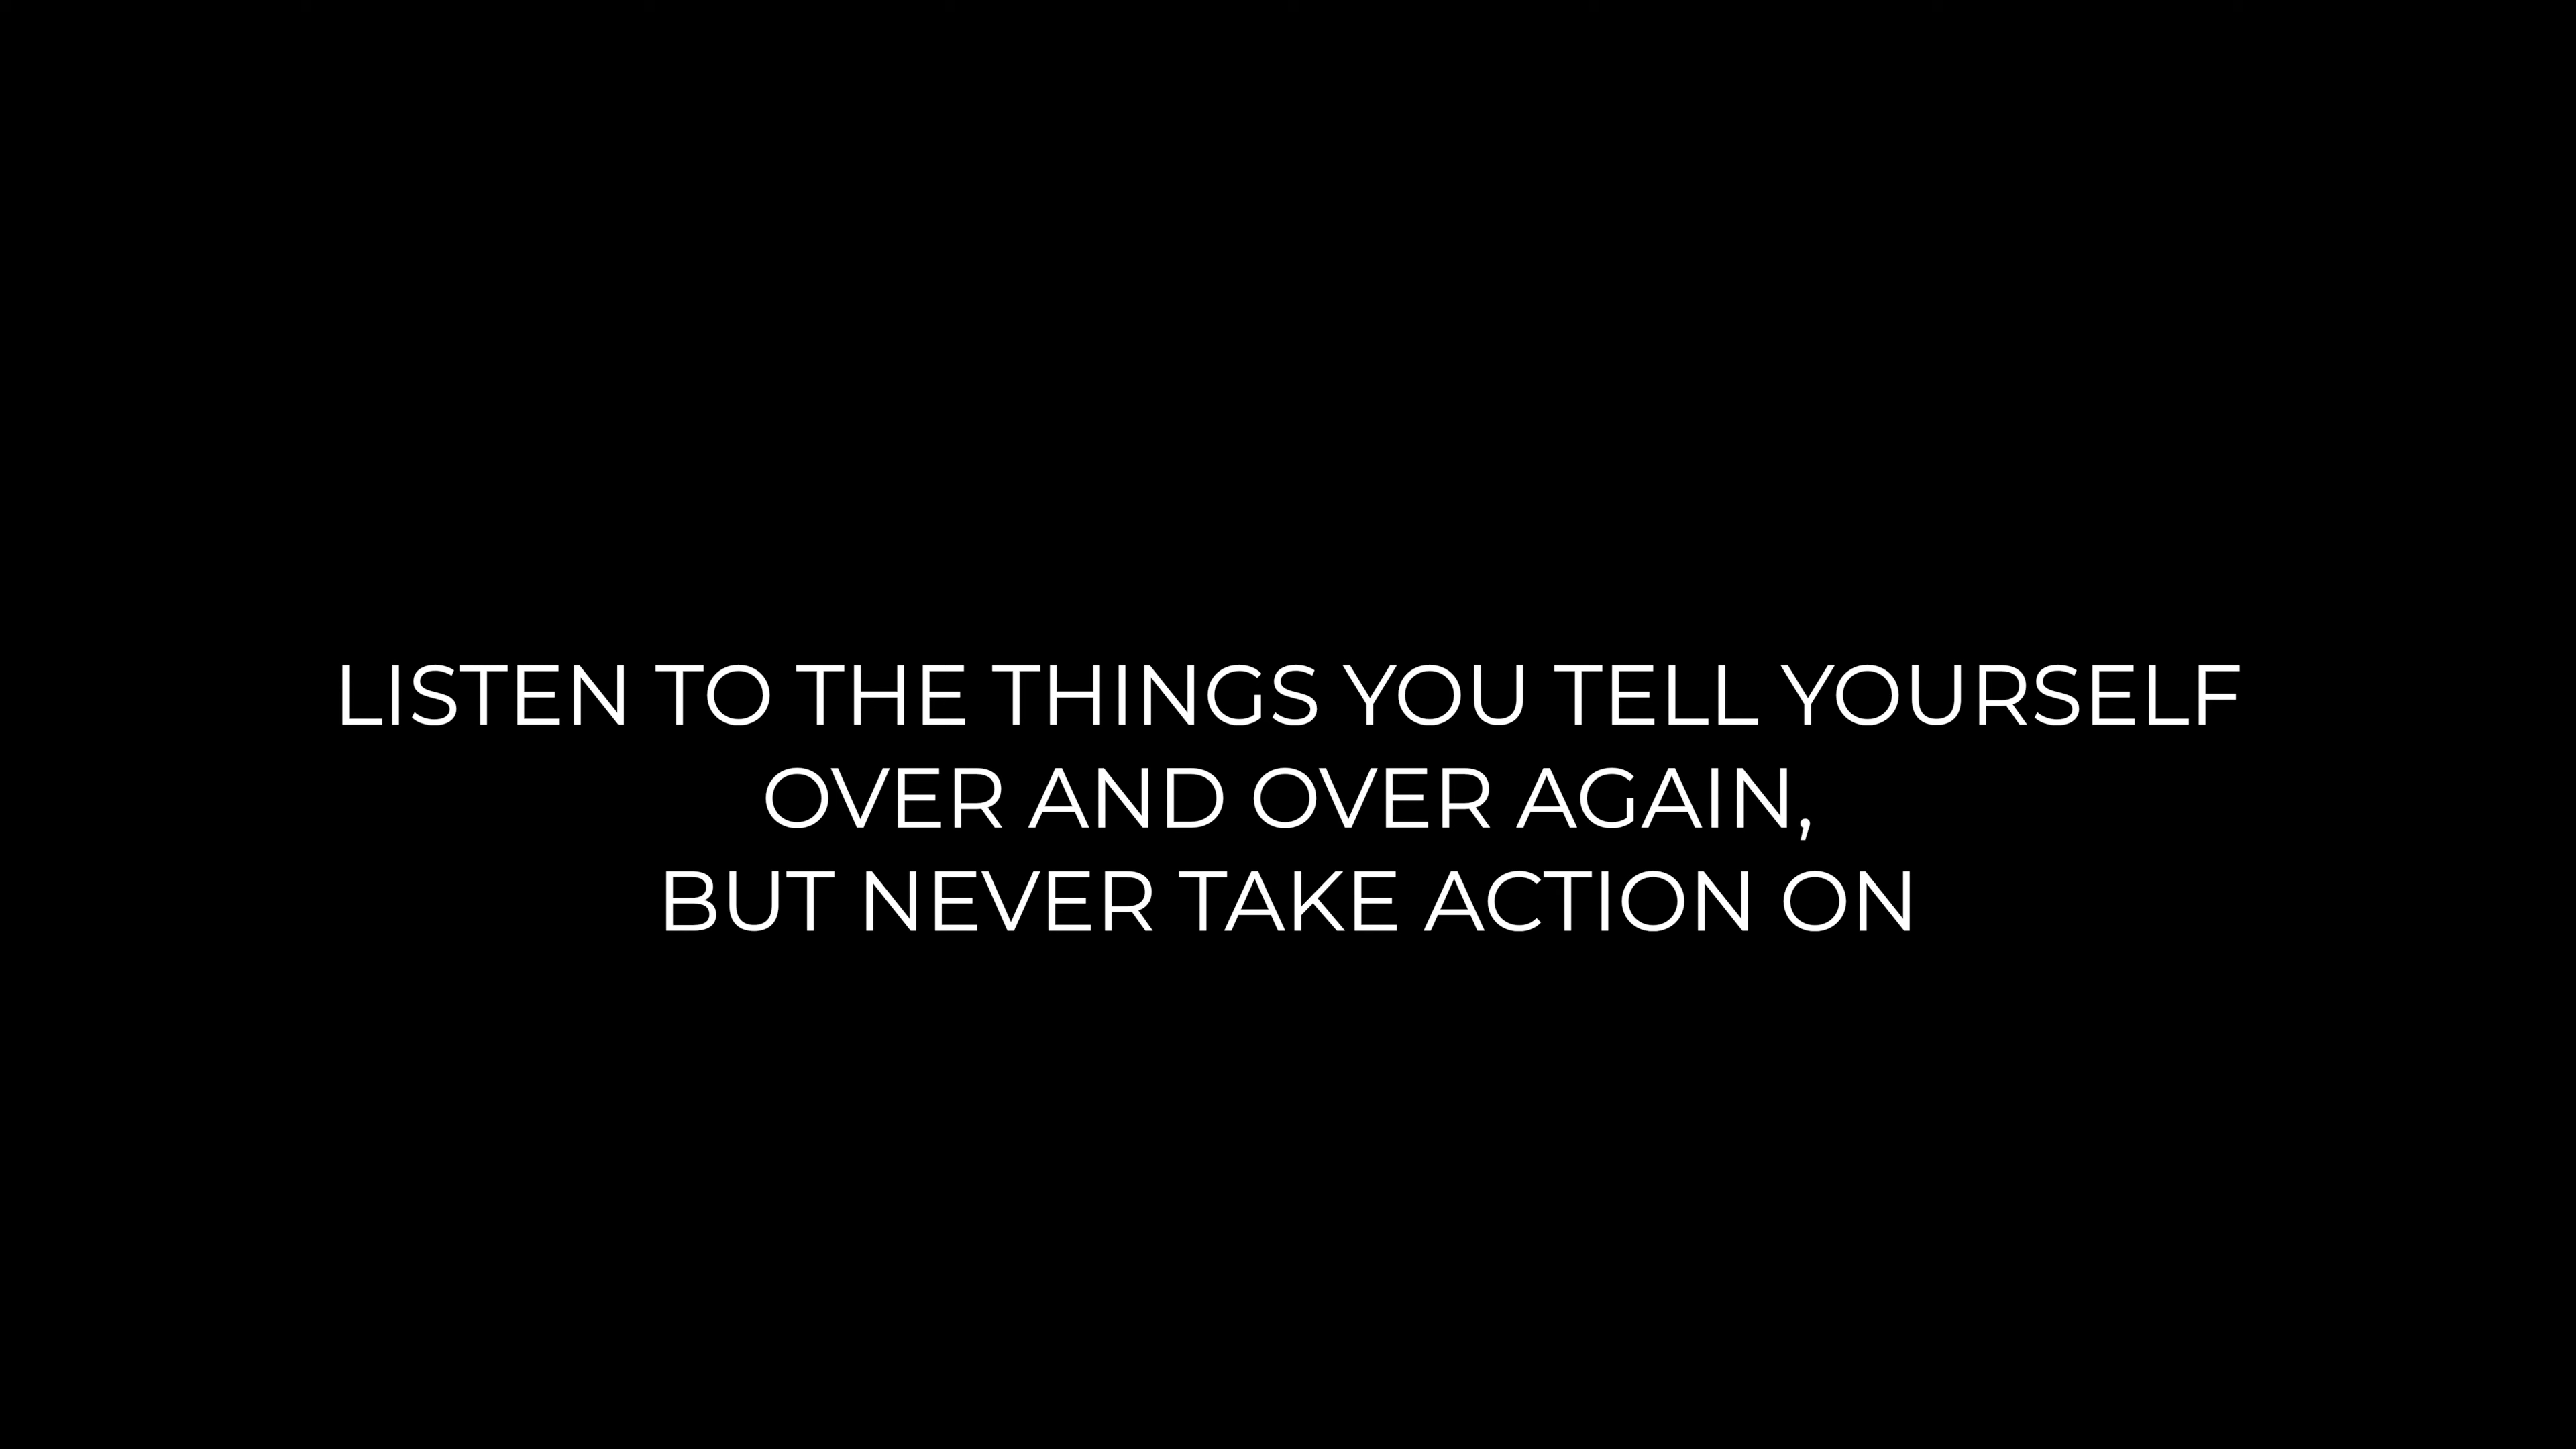 LISTEN TO THE THINGS YOU TELL YOURSELF
OVER AND OVER AGAIN,
BUT NEVER TAKE ACTION ON